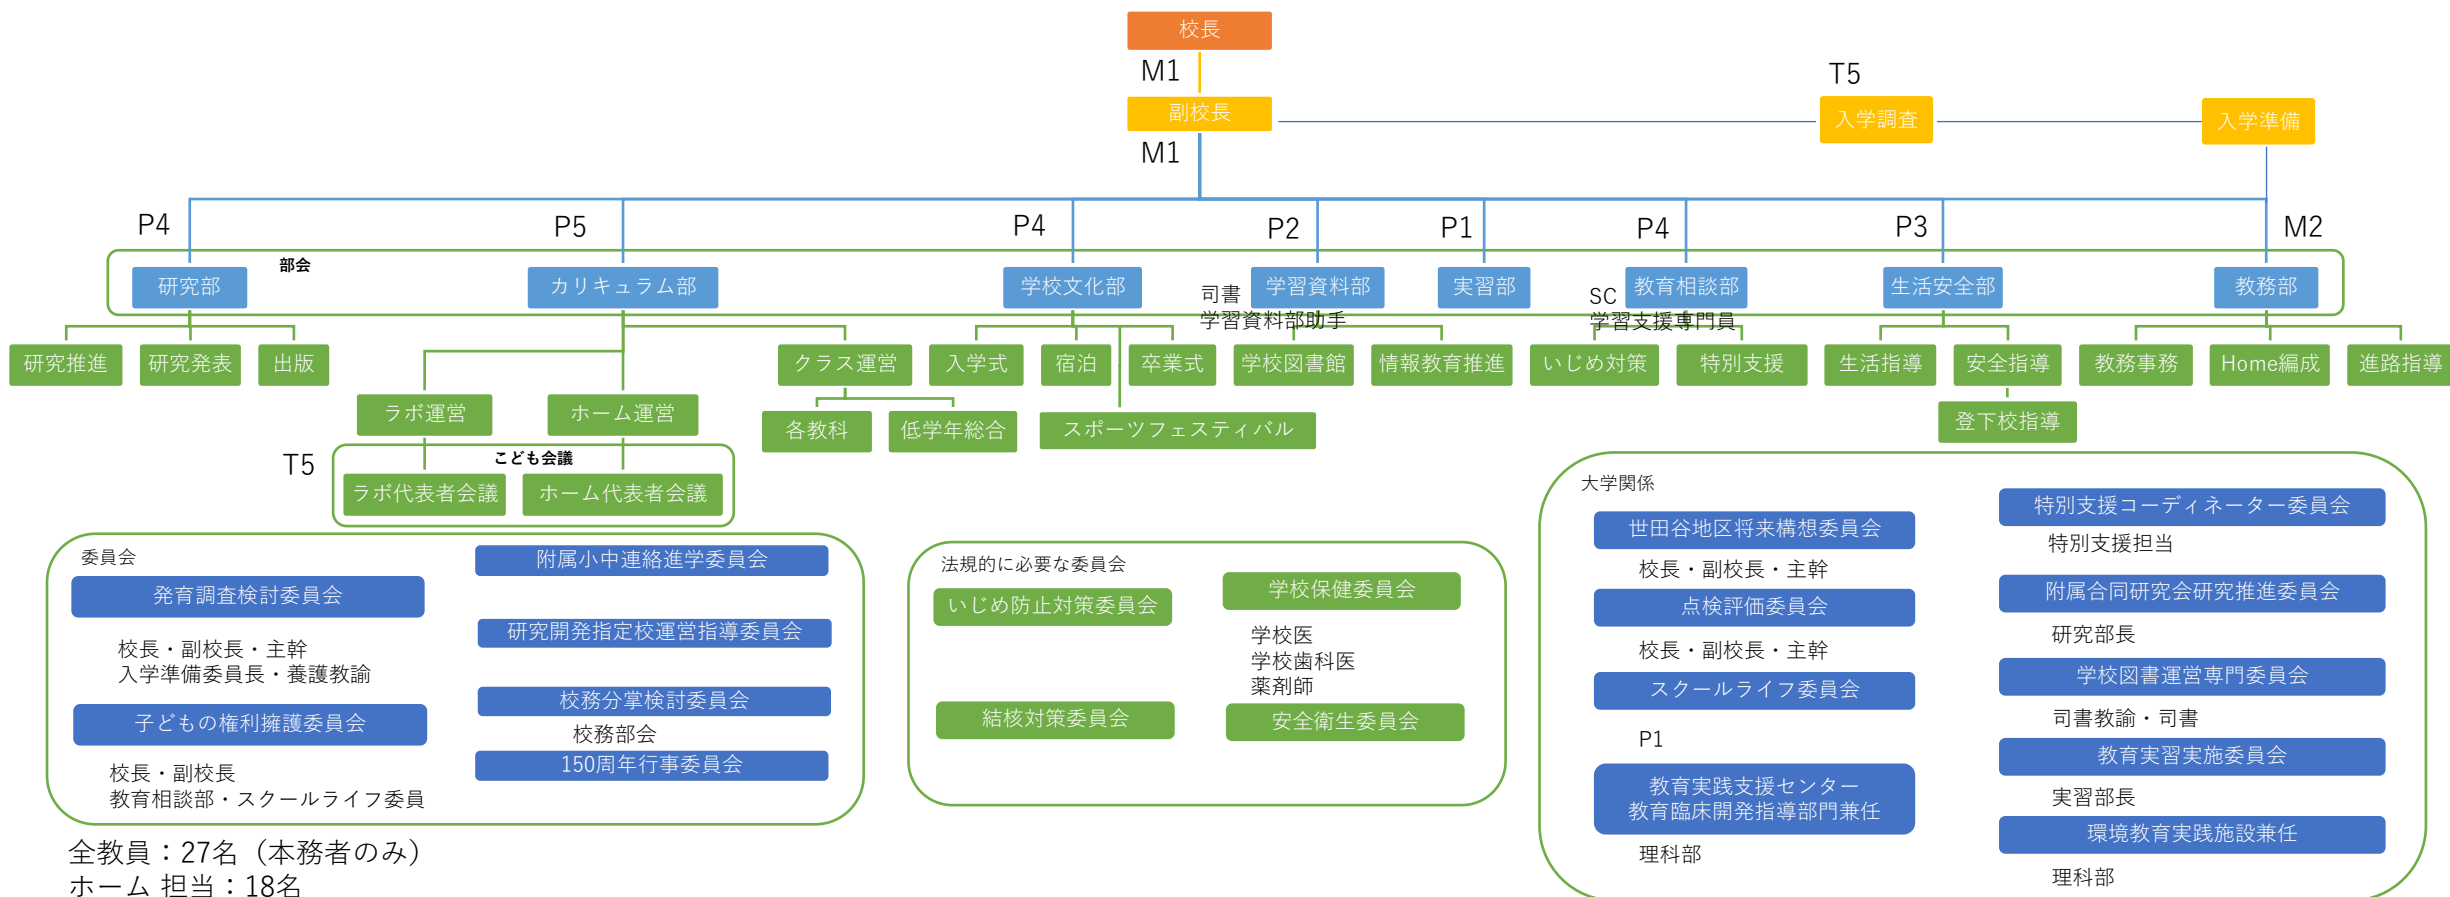 校長
M1
副校長
M1
T5
入学調査
入学準備
P4
P5
P4
P2
P1
P4
P3
M2
部会
研究部
カリキュラム部
学校文化部
学習資料部
実習部
教育相談部
生活安全部
教務部
司書
学習資料部助手
SC
学習支援専門員
研究推進
研究発表
出版
クラス運営
入学式
宿泊
卒業式
学校図書館
情報教育推進
いじめ対策
特別支援
生活指導
安全指導
教務事務
Home編成
進路指導
ラボ運営
ホーム運営
各教科
低学年総合
スポーツフェスティバル
登下校指導
T5
こども会議
ラボ代表者会議
ホーム代表者会議
委員会
発育調査検討委員会
校長・副校長・主幹
入学準備委員長・養護教諭
子どもの権利擁護委員会
校長・副校長
教育相談部・スクールライフ委員
附属小中連絡進学委員会
研究開発指定校運営指導委員会
校務分掌検討委員会
校務部会
150周年行事委員会
法規的に必要な委員会
いじめ防止対策委員会
結核対策委員会
学校保健委員会
学校医
学校歯科医
薬剤師
安全衛生委員会
大学関係
世田谷地区将来構想委員会
校長・副校長・主幹
点検評価委員会
校長・副校長・主幹
スクールライフ委員会
P1
教育実践支援センター
教育臨床開発指導部門兼任
理科部
特別支援コーディネーター委員会
特別支援担当
附属合同研究会研究推進委員会
研究部長
学校図書運営専門委員会
司書教諭・司書
教育実習実施委員会
実習部長
環境教育実践施設兼任
理科部
全教員：27名（本務者のみ）
ホーム 担当：18名